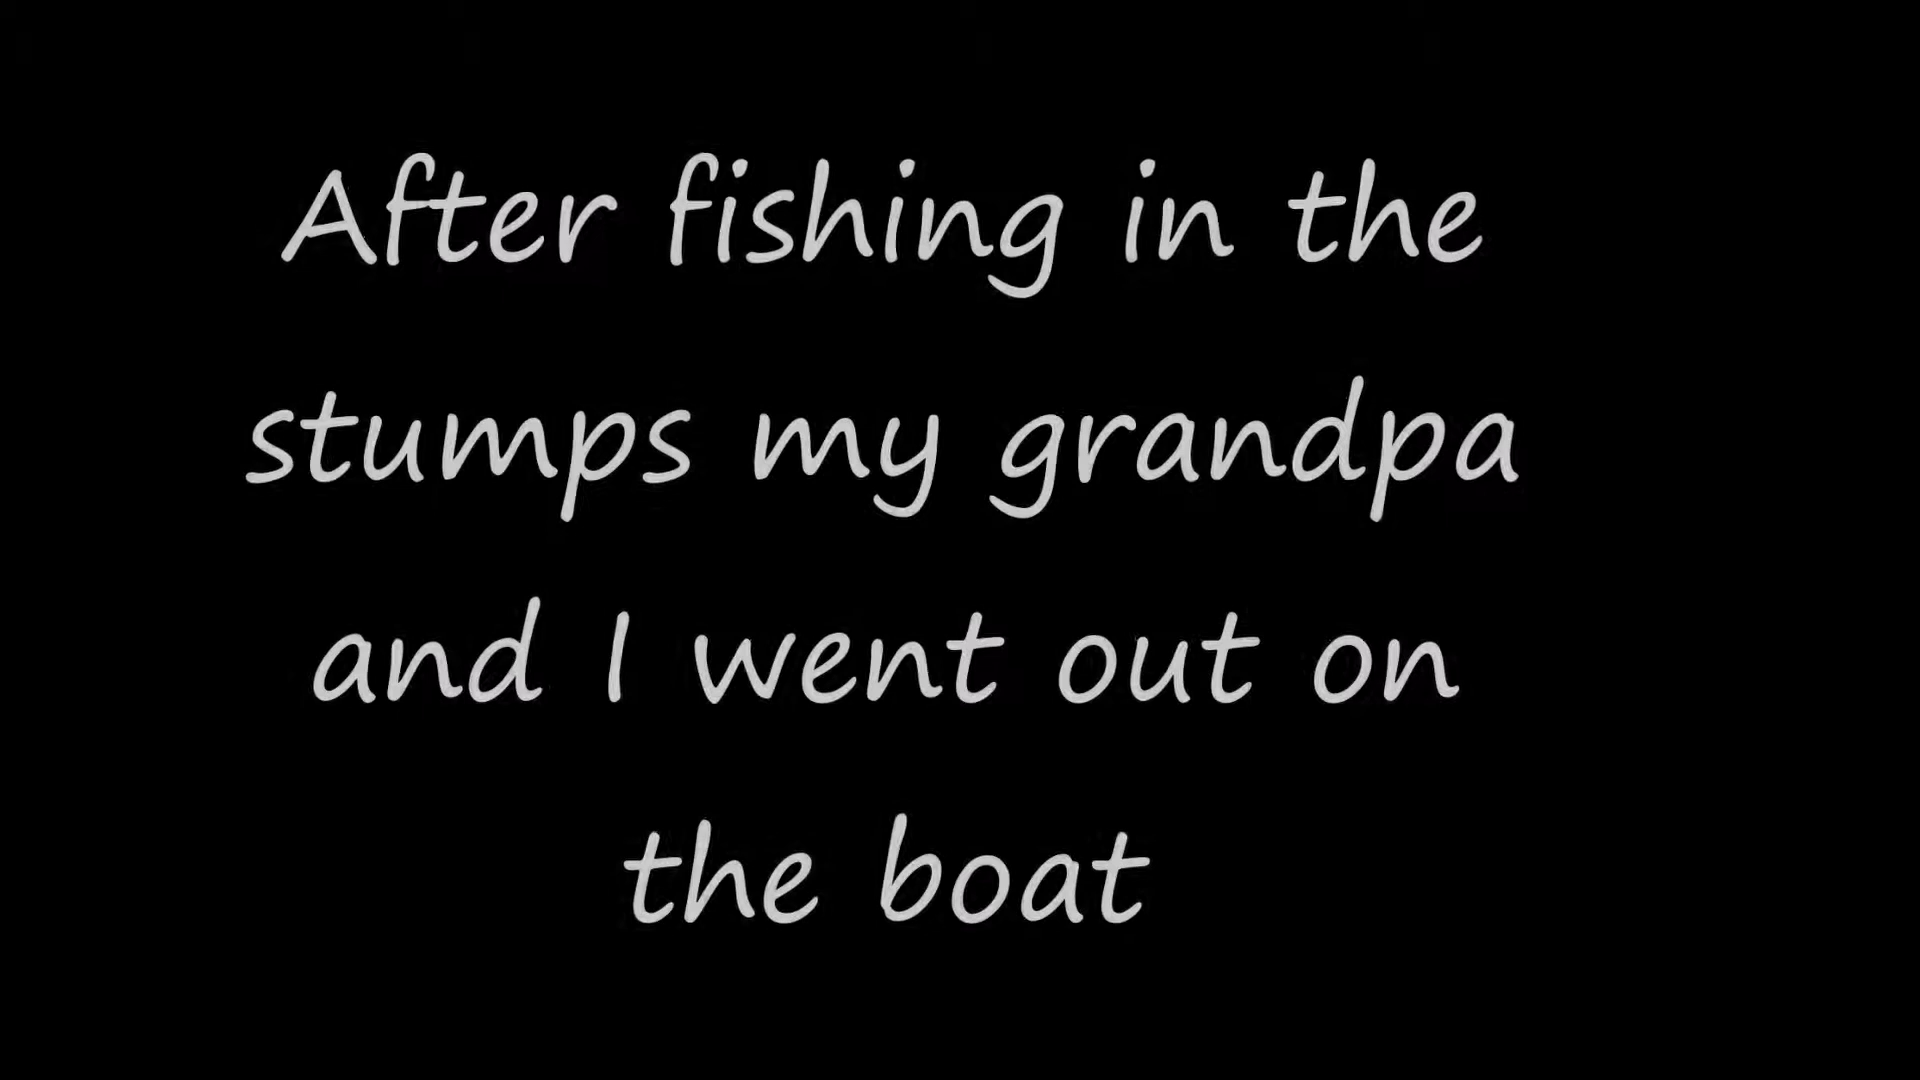 After fishing in the
stumps my grandpa
and I went out on
the boat